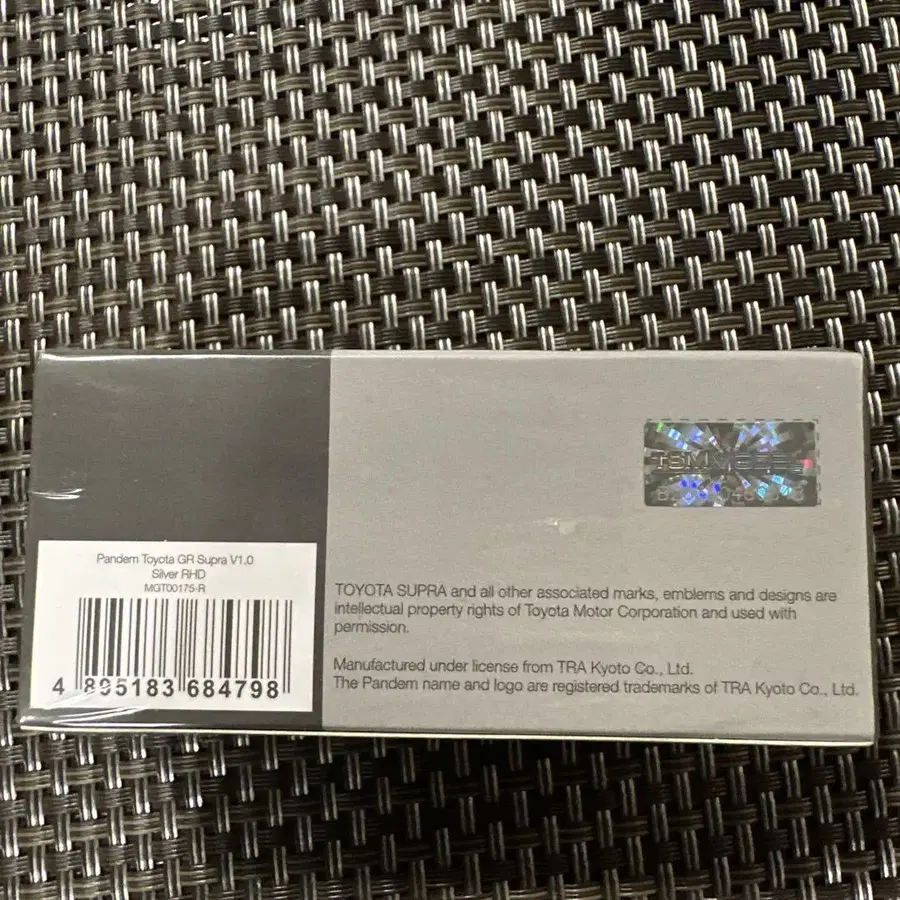 Pandem Toyota GR Supra V1.0
Silver RHD
MGT00175-R
4 895183 684798
TOYOTA SUPRA and all other associated marks, emblems and designs are
intellectual property rights of Toyota Motor Corporation and used with
permission.
Manufactured under license from TRA Kyoto Co., Ltd.
The Pandem name and logo are registered trademarks of TRA Kyoto Co., Ltd.